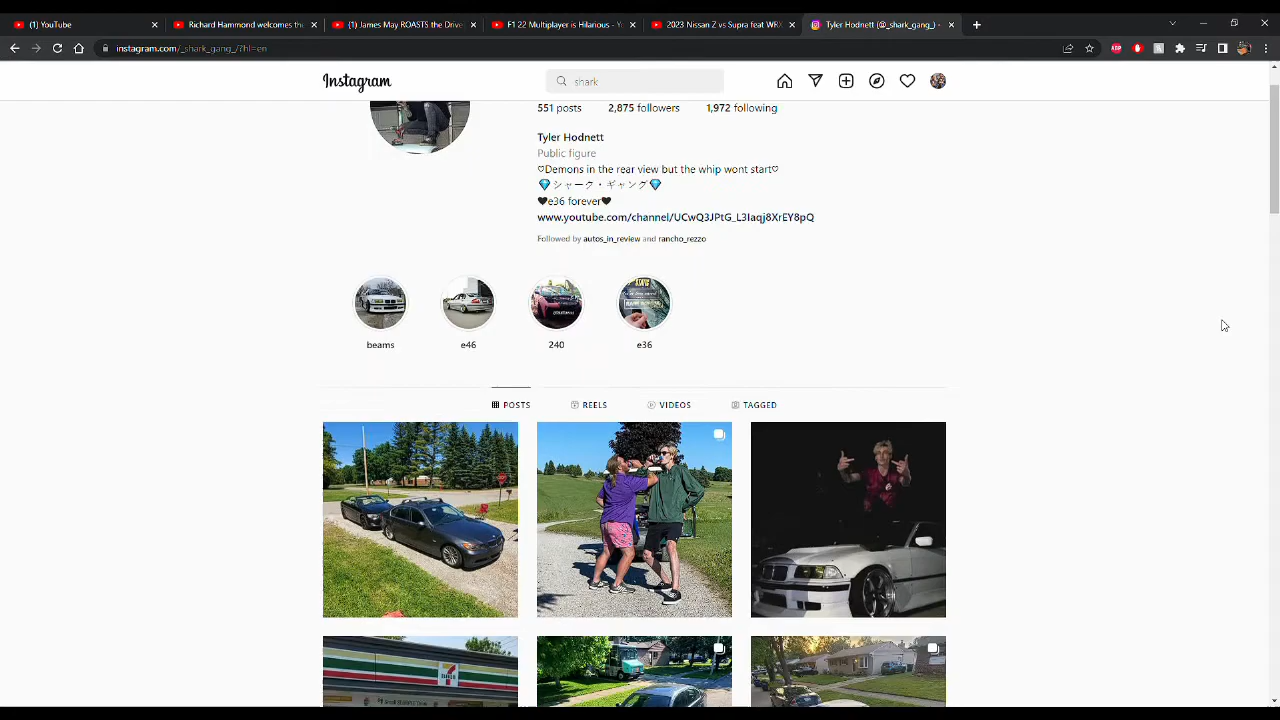 (1) YouTube
Richard Hammond welcomes the
(1) James May ROASTS the Drive
F1 22 Multiplayer is Hilarious - Yo
2023 Nissan Z vs Supra feat WRX
Tyler Hodnett (@_shark_gang_) •
instagram.com/_shark_gang_/?hl=en
Instagram
shark
551 posts 2,875 followers 1,972 following
Tyler Hodnett
Public figure
♡Demons in the rear view but the whip wont start♡
💎シャーク・ギャング💎
♥e36 forever♥
www.youtube.com/channel/UCwQ3JPtG_L3Iaqj8XrEY8pQ
Followed by autos_in_review and rancho_rezzo
beams e46 240 e36
POSTS REELS VIDEOS TAGGED